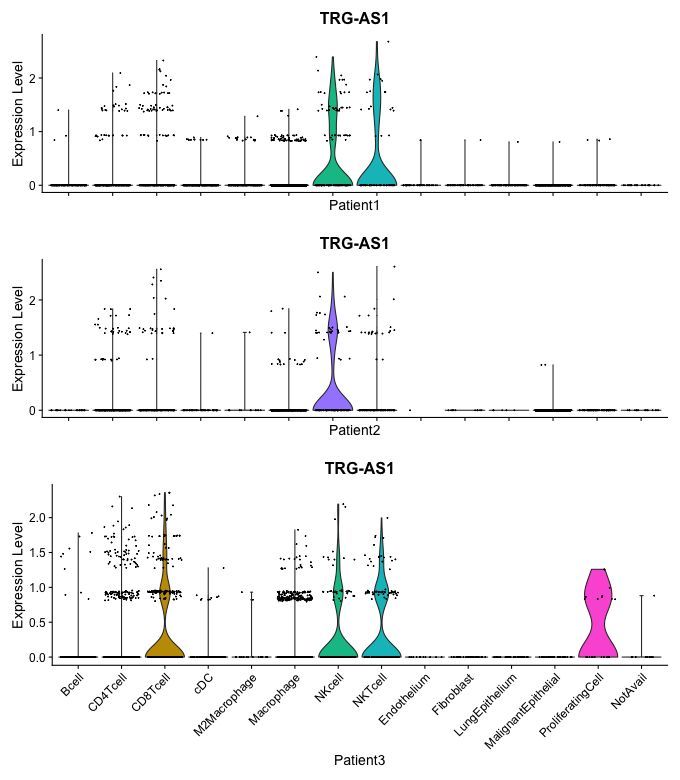 TRG-AS1
Expression Level
2
1
0
Patient1
TRG-AS1
Expression Level
2
1
0
Patient2
TRG-AS1
Expression Level
2.0
1.5
1.0
0.5
0.0
Bcell
CD4Tcell
CD8Tcell
cDC
M2Macrophage
Macrophage
NKcell
NKTcell
Endothelium
Fibroblast
LungEpithelium
MalignantEpithelial
ProliferatingCell
NotAvail
Patient3